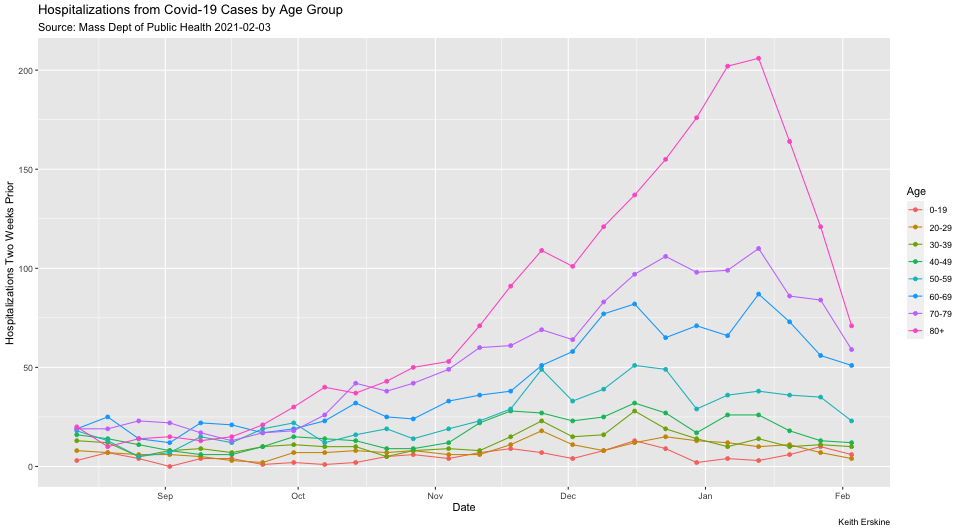 Hospitalizations from Covid-19 Cases by Age Group
Source: Mass Dept of Public Health 2021-02-03
Hospitalizations Two Weeks Prior
200
150
100
50
0
Sep Oct Nov Dec Jan Feb
Date
Age
0-19
20-29
30-39
40-49
50-59
60-69
70-79
80+
Keith Erskine